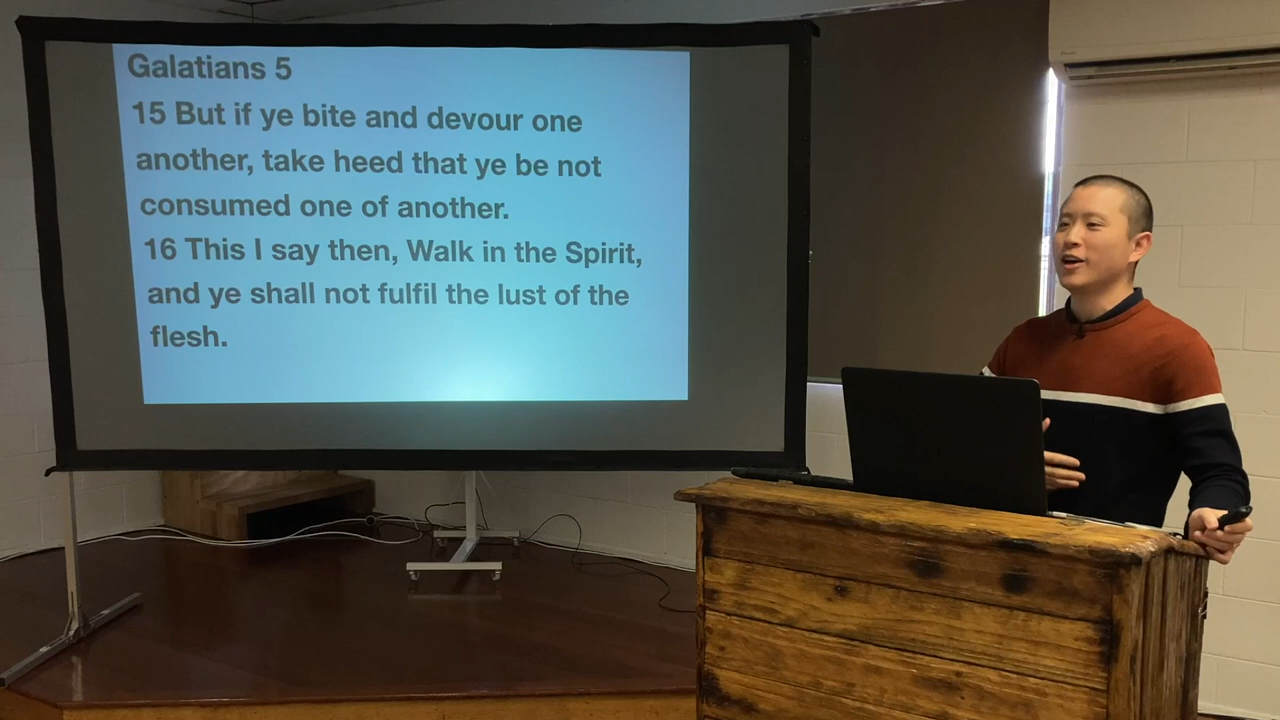 Galatians 5
15 But if ye bite and devour one
another, take heed that ye be not
consumed one of another.
16 This I say then, Walk in the Spirit,
and ye shall not fulfil the lust of the
flesh.